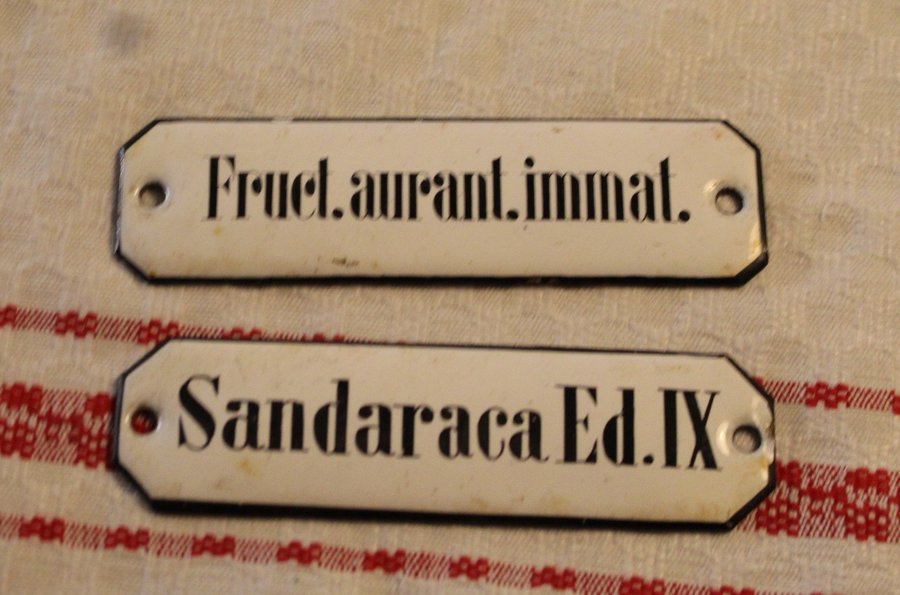 Fruct. aurant. immat.
Sandaraca Ed. IX